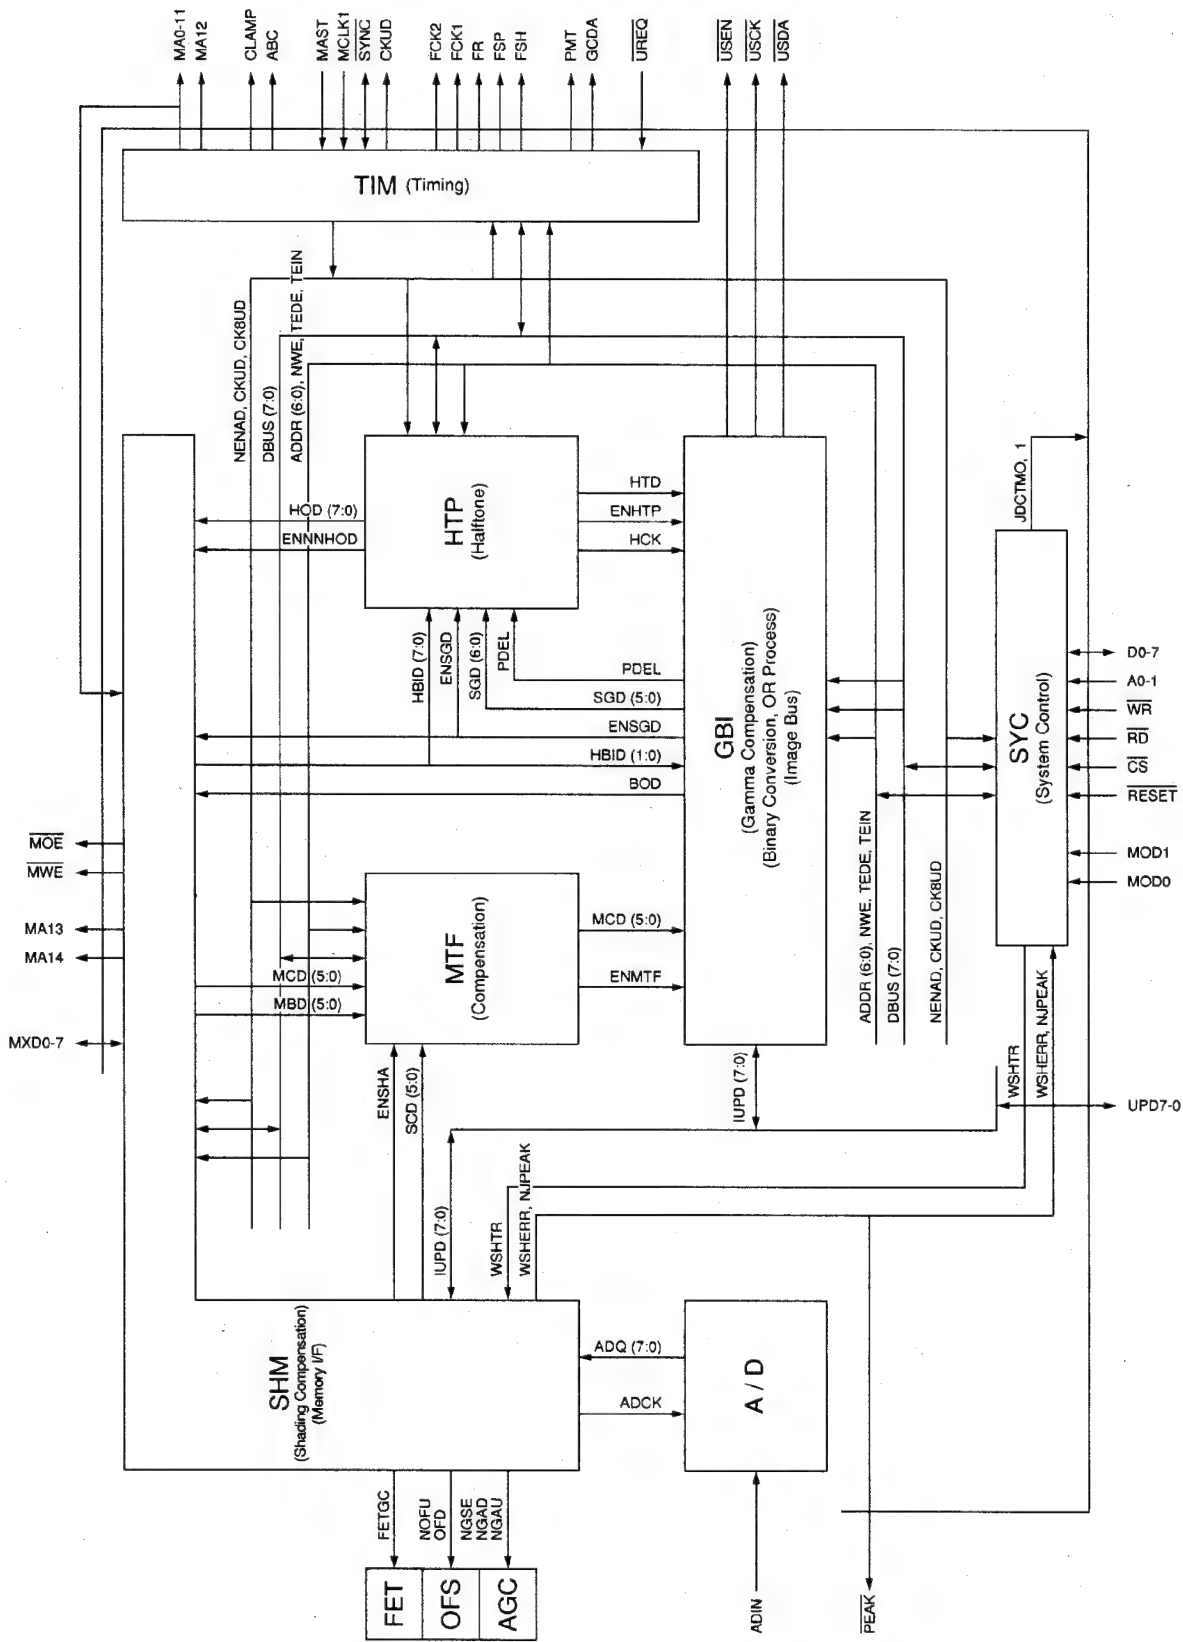 MA0-11
MA12
CLAMP
ABC
MAST
MCLK1
SYNC
CKUD
FCK2
FCK1
FR
FSP
FSH
PMT
GCDA
UREQ
USEN
USCK
USDA
TIM (Timing)
NENAD, CKUD, CK8UD
DBUS (7:0)
ADDR (6:0), NWE, TEDE, TEIN
HOD (7:0)
ENNNHOD
HTP
(Halftone)
HTD
ENHTP
HCK
HBID (7:0)
ENSGD
SGD (6:0)
PDEL
PDEL
SGD (5:0)
ENSGD
HBID (1:0)
BOD
GBI
(Gamma Compensation)
(Binary Conversion, OR Process)
(Image Bus)
JDCTMO, 1
SYC
(System Control)
D0-7
A0-1
WR
RD
CS
RESET
MOD1
MOD0
MOE
MWE
MA13
MA14
MXD0-7
MCD (5:0)
MBD (5:0)
MTF
(Compensation)
MCD (5:0)
ENMTF
ADDR (6:0), NWE, TEDE, TEIN
DBUS (7:0)
NENAD, CKUD, CK8UD
ENSHA
SCD (5:0)
IUPD (7:0)
WSHTR
WSHERR, NJPEAK
UPD7-0
IUPD (7:0)
WSHTR
WSHERR, NJPEAK
SHM
(Shading Compensation)
(Memory I/F)
ADQ (7:0)
ADCK
A / D
FETGC
NOFU
OFD
NGSE
NGAD
NGAU
FET
OFS
AGC
ADIN
PEAK